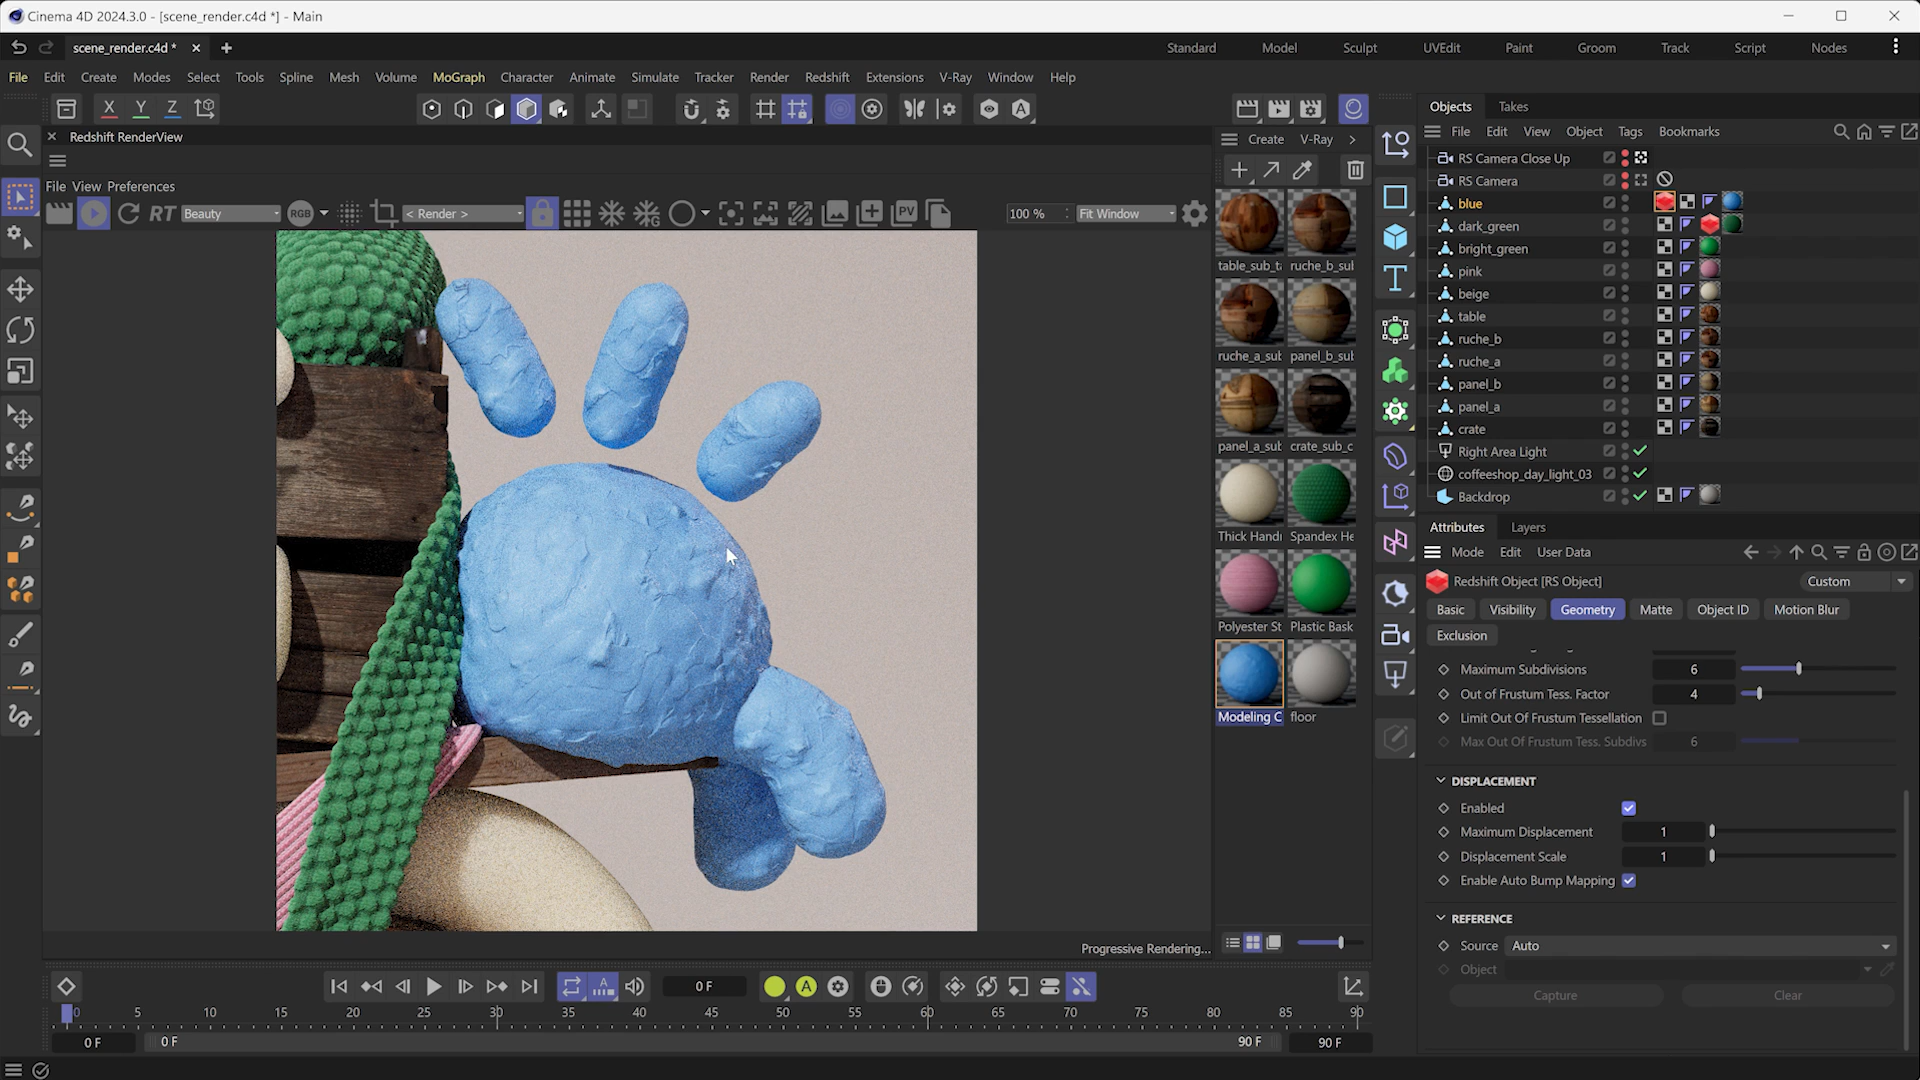 Cinema 4D 2024.3.0 - [scene_render.c4d *] - Main
scene_render.c4d *
Standard Model Sculpt UVEdit Paint Groom Track Script Nodes
File Edit Create Modes Select Tools Spline Mesh Volume MoGraph Character Animate Simulate Tracker Render Redshift Extensions V-Ray Window Help
X Y Z
Redshift RenderView
File View Preferences
RT Beauty RGB < Render > PV 100 % Fit Window
Create V-Ray
table_sub_t
ruche_b_sul
ruche_a_sul
panel_b_sul
panel_a_sub
crate_sub_c
Thick Handi
Spandex He
Polyester St
Plastic Bask
Modeling C
floor
Objects Takes
File Edit View Object Tags Bookmarks
RS Camera Close Up
RS Camera
blue
dark_green
bright_green
pink
beige
table
ruche_b
ruche_a
panel_b
panel_a
crate
Right Area Light
coffeeshop_day_light_03
Backdrop
Attributes Layers
Mode Edit User Data
Redshift Object [RS Object] Custom
Basic Visibility Geometry Matte Object ID Motion Blur
Exclusion
Maximum Subdivisions 6
Out of Frustum Tess. Factor 4
Limit Out Of Frustum Tessellation
Max Out Of Frustum Tess. Subdivs 6
DISPLACEMENT
Enabled
Maximum Displacement 1
Displacement Scale 1
Enable Auto Bump Mapping
REFERENCE
Source Auto
Object
Capture Clear
Progressive Rendering...
0 F
0 5 10 15 20 25 30 35 40 45 50 55 60 65 70 75 80 85 90
0 F 0 F 90 F 90 F